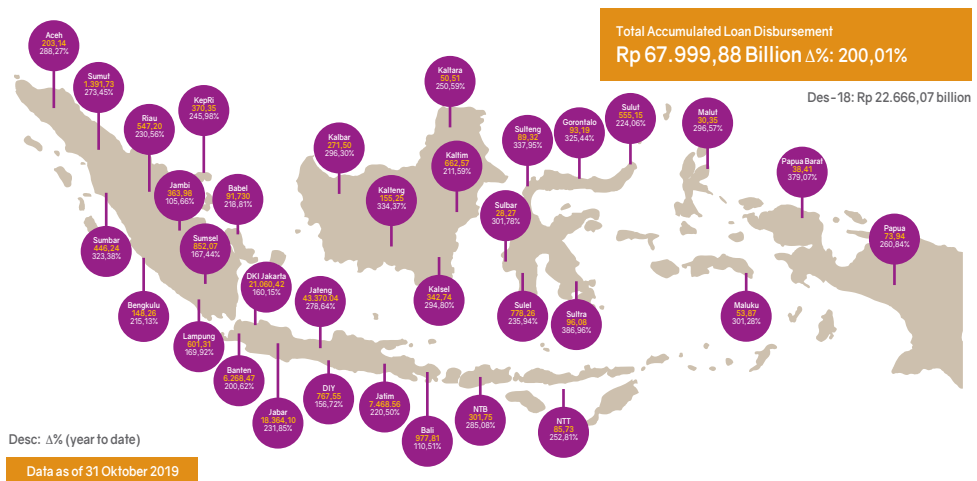 Total Accumulated Loan Disbursement
Rp 67.999,88 Billion Δ%: 200,01%
Des-18: Rp 22.666,07 billion
Aceh
203,14
288,27%
Sumut
1.391,73
273,45%
Riau
547,20
230,56%
KepRi
370,35
245,98%
Jambi
363,98
105,66%
Babel
91,730
218,81%
Sumbar
446,24
323,38%
Sumsel
852,07
167,44%
Bengkulu
148,26
215,13%
Lampung
601,31
169,92%
DKI Jakarta
21.060,42
160,15%
Jateng
43.370.04
278,64%
Banten
6.268,47
200,62%
Jabar
18.364,10
231,85%
DIY
767,55
156,72%
Jatim
7.468.56
220,50%
Bali
977,81
110,51%
NTB
301,75
285,08%
NTT
85,73
252,81%
Kalbar
271,50
296,30%
Kaltara
50,51
250,59%
Kaltim
662,57
211,59%
Kalteng
155,25
334,37%
Kalsel
342,74
294,80%
Sulteng
89,32
337,95%
Gorontalo
93,19
325,44%
Sulut
555,15
224,06%
Sulbar
28,27
301,78%
Sulel
778,26
235,94%
Sultra
96,08
386,96%
Malut
30,35
296,57%
Maluku
53,87
301,28%
Papua Barat
38,41
379,07%
Papua
73,94
260,84%
Desc: Δ% (year to date)
Data as of 31 Oktober 2019